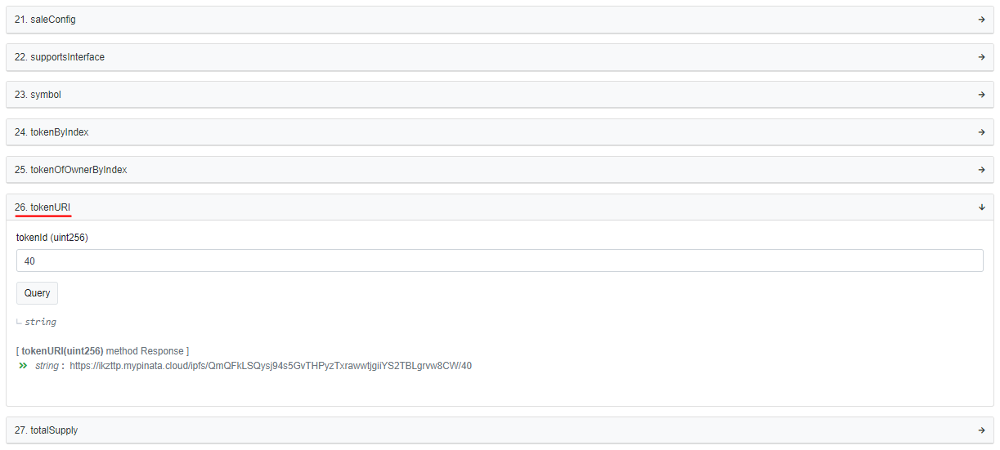 21. saleConfig
22. supportsInterface
23. symbol
24. tokenByIndex
25. tokenOfOwnerByIndex
26. tokenURI
tokenId (uint256)
40
Query
string
[ tokenURI(uint256) method Response ]
string : https://ikzttp.mypinata.cloud/ipfs/QmQFkLSQysj94s5GvTHPyzTxrawwtjgiiYS2TBLgrvw8CW/40
27. totalSupply